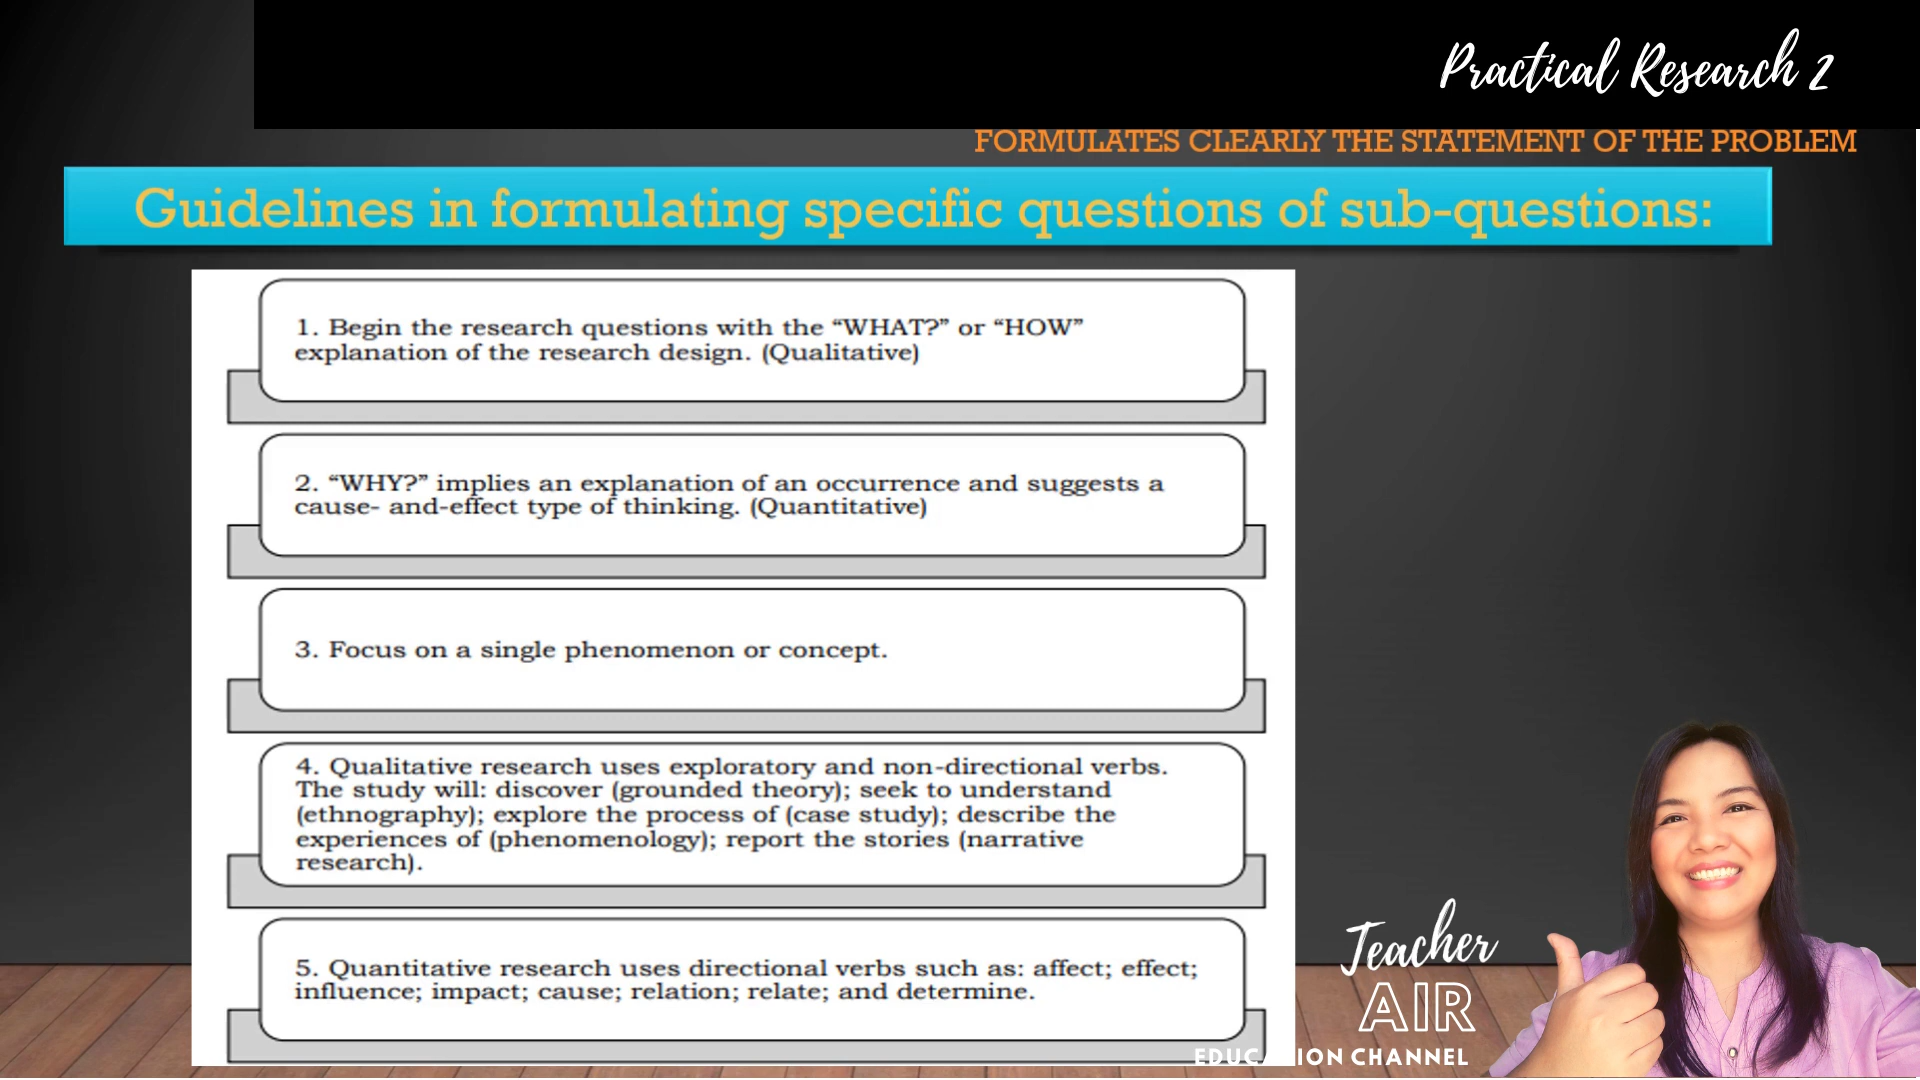 Practical Research 2
FORMULATES CLEARLY THE STATEMENT OF THE PROBLEM
Guidelines in formulating specific questions of sub-questions:
1. Begin the research questions with the “WHAT?” or “HOW”
explanation of the research design. (Qualitative)
2. “WHY?” implies an explanation of an occurrence and suggests a
cause- and-effect type of thinking. (Quantitative)
3. Focus on a single phenomenon or concept.
4. Qualitative research uses exploratory and non-directional verbs.
The study will: discover (grounded theory); seek to understand
(ethnography); explore the process of (case study); describe the
experiences of (phenomenology); report the stories (narrative
research).
5. Quantitative research uses directional verbs such as: affect; effect;
influence; impact; cause; relation; relate; and determine.
Teacher
AIR
EDUCATION CHANNEL